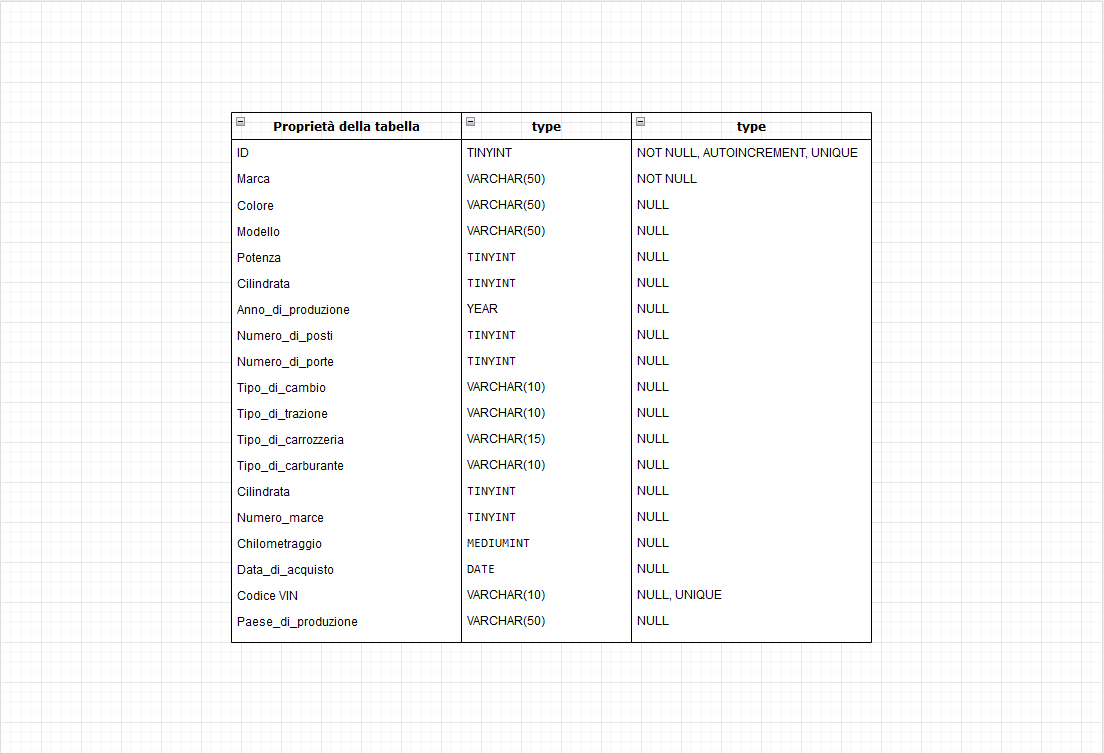 Proprietà della tabella type type
ID TINYINT NOT NULL, AUTOINCREMENT, UNIQUE
Marca VARCHAR(50) NOT NULL
Colore VARCHAR(50) NULL
Modello VARCHAR(50) NULL
Potenza TINYINT NULL
Cilindrata TINYINT NULL
Anno_di_produzione YEAR NULL
Numero_di_posti TINYINT NULL
Numero_di_porte TINYINT NULL
Tipo_di_cambio VARCHAR(10) NULL
Tipo_di_trazione VARCHAR(10) NULL
Tipo_di_carrozzeria VARCHAR(15) NULL
Tipo_di_carburante VARCHAR(10) NULL
Cilindrata TINYINT NULL
Numero_marce TINYINT NULL
Chilometraggio MEDIUMINT NULL
Data_di_acquisto DATE NULL
Codice VIN VARCHAR(10) NULL, UNIQUE
Paese_di_produzione VARCHAR(50) NULL